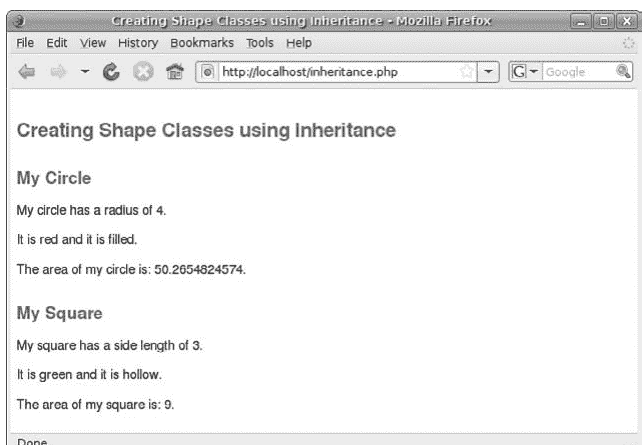 Creating Shape Classes using Inheritance - Mozilla Firefox
File Edit View History Bookmarks Tools Help
http://localhost/inheritance.php
G Google
Creating Shape Classes using Inheritance
My Circle
My circle has a radius of 4.
It is red and it is filled.
The area of my circle is: 50.2654824574.
My Square
My square has a side length of 3.
It is green and it is hollow.
The area of my square is: 9.
Done